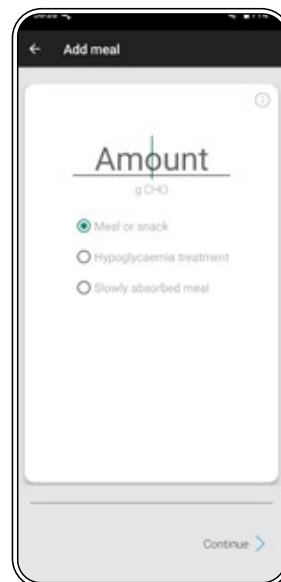 Add meal
Amount
g CHO
Meal or snack
Hypoglycaemia treatment
Slowly absorbed meal
Continue